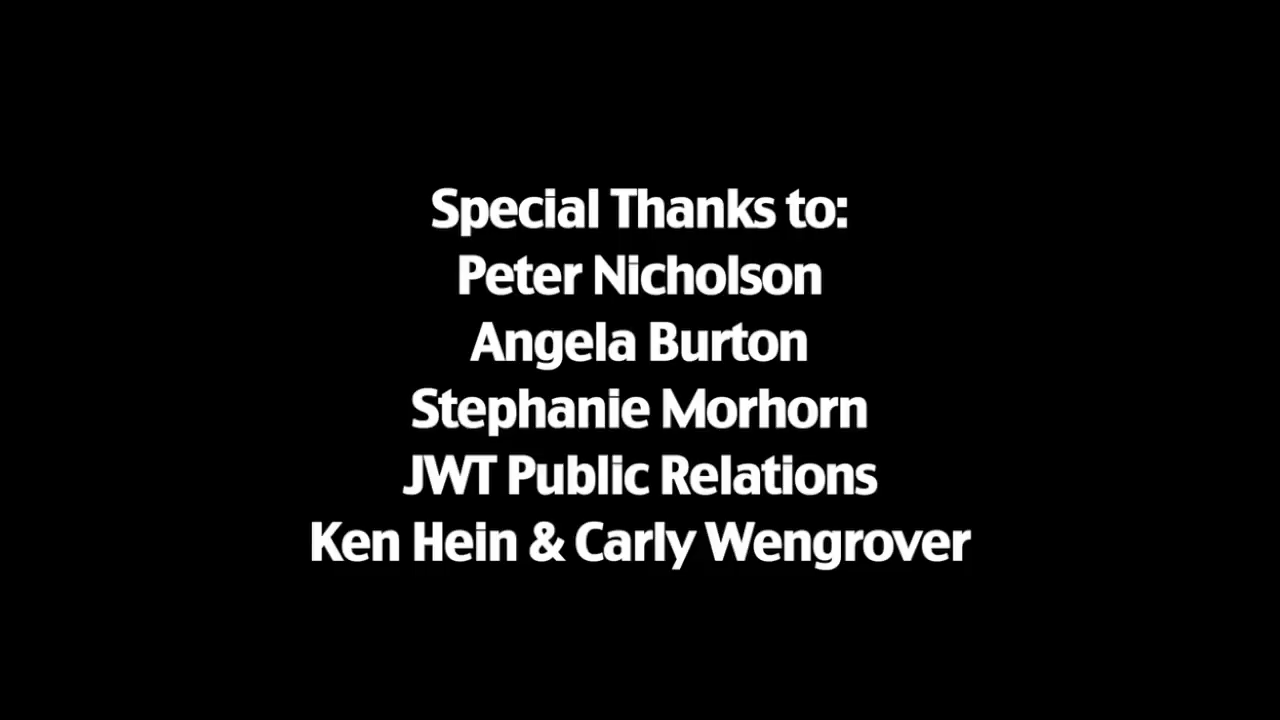 Special Thanks to:
Peter Nicholson
Angela Burton
Stephanie Morhorn
JWT Public Relations
Ken Hein & Carly Wengrover